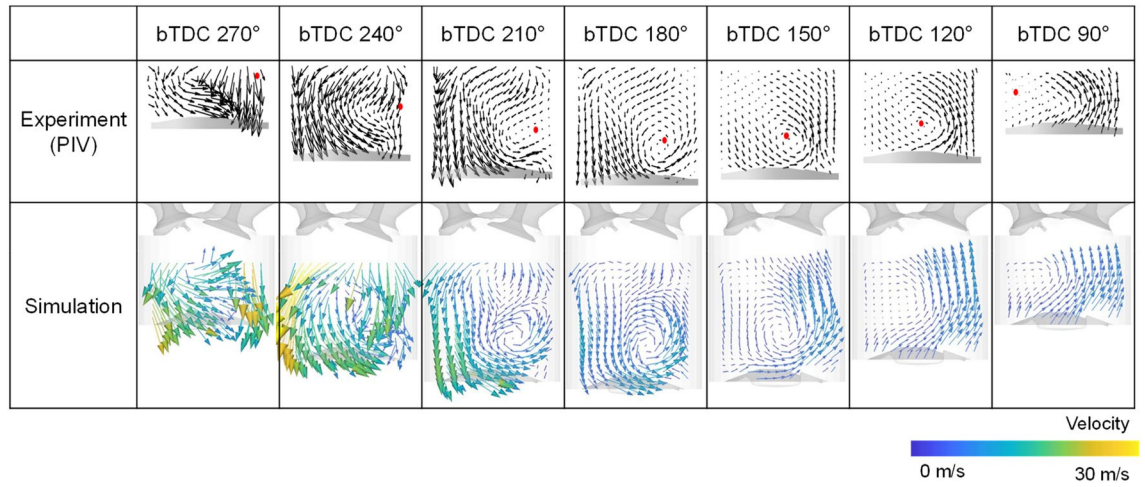 bTDC 270° bTDC 240° bTDC 210° bTDC 180° bTDC 150° bTDC 120° bTDC 90°
Experiment
(PIV)
Simulation
Velocity
0 m/s 30 m/s